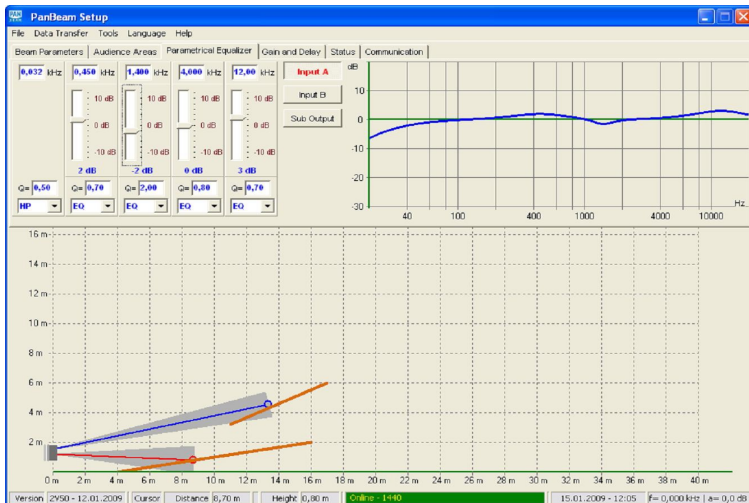 PanBeam Setup
File Data Transfer Tools Language Help
Beam Parameters Audience Areas Parametrical Equalizer Gain and Delay Status Communication
0,032 kHz 0,450 kHz 1,400 kHz 4,000 kHz 12,00 kHz Input A
10 dB 10 dB 10 dB 10 dB Input B
0 dB 0 dB 0 dB 0 dB Sub Output
-10 dB -10 dB -10 dB -10 dB
2 dB -2 dB 0 dB 3 dB
Q= 0,50 Q= 0,70 Q= 2,00 Q= 0,80 Q= 0,70
HP EQ EQ EQ EQ
dB
10
0
-10
-20
-30
40 100 400 1000 4000 10000 Hz
16 m
14 m
12 m
10 m
8 m
6 m
4 m
2 m
0 m 2 m 4 m 6 m 8 m 10 m 12 m 14 m 16 m 18 m 20 m 22 m 24 m 26 m 28 m 30 m 32 m 34 m 36 m 38 m 40 m
Version 2V50 - 12.01.2009 Cursor Distance 8,70 m Height 0,80 m Online - 1440 15.01.2009 - 12:05 f= 0,000 kHz a= 0,0 dB